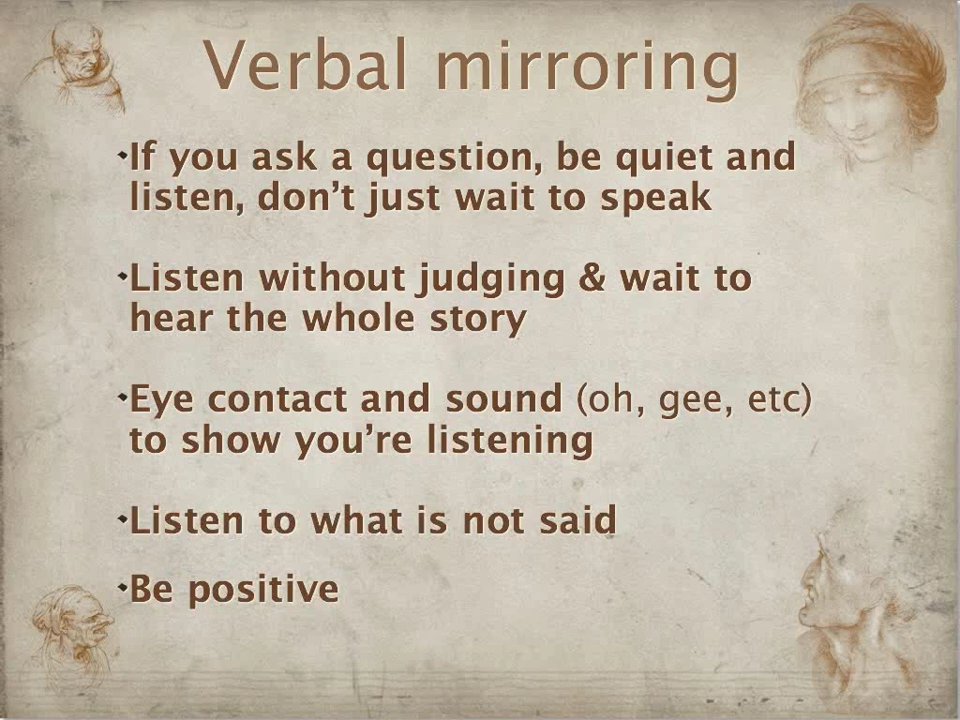 Verbal mirroring
If you ask a question, be quiet and
listen, don’t just wait to speak
Listen without judging & wait to
hear the whole story
Eye contact and sound (oh, gee, etc)
to show you’re listening
Listen to what is not said
Be positive